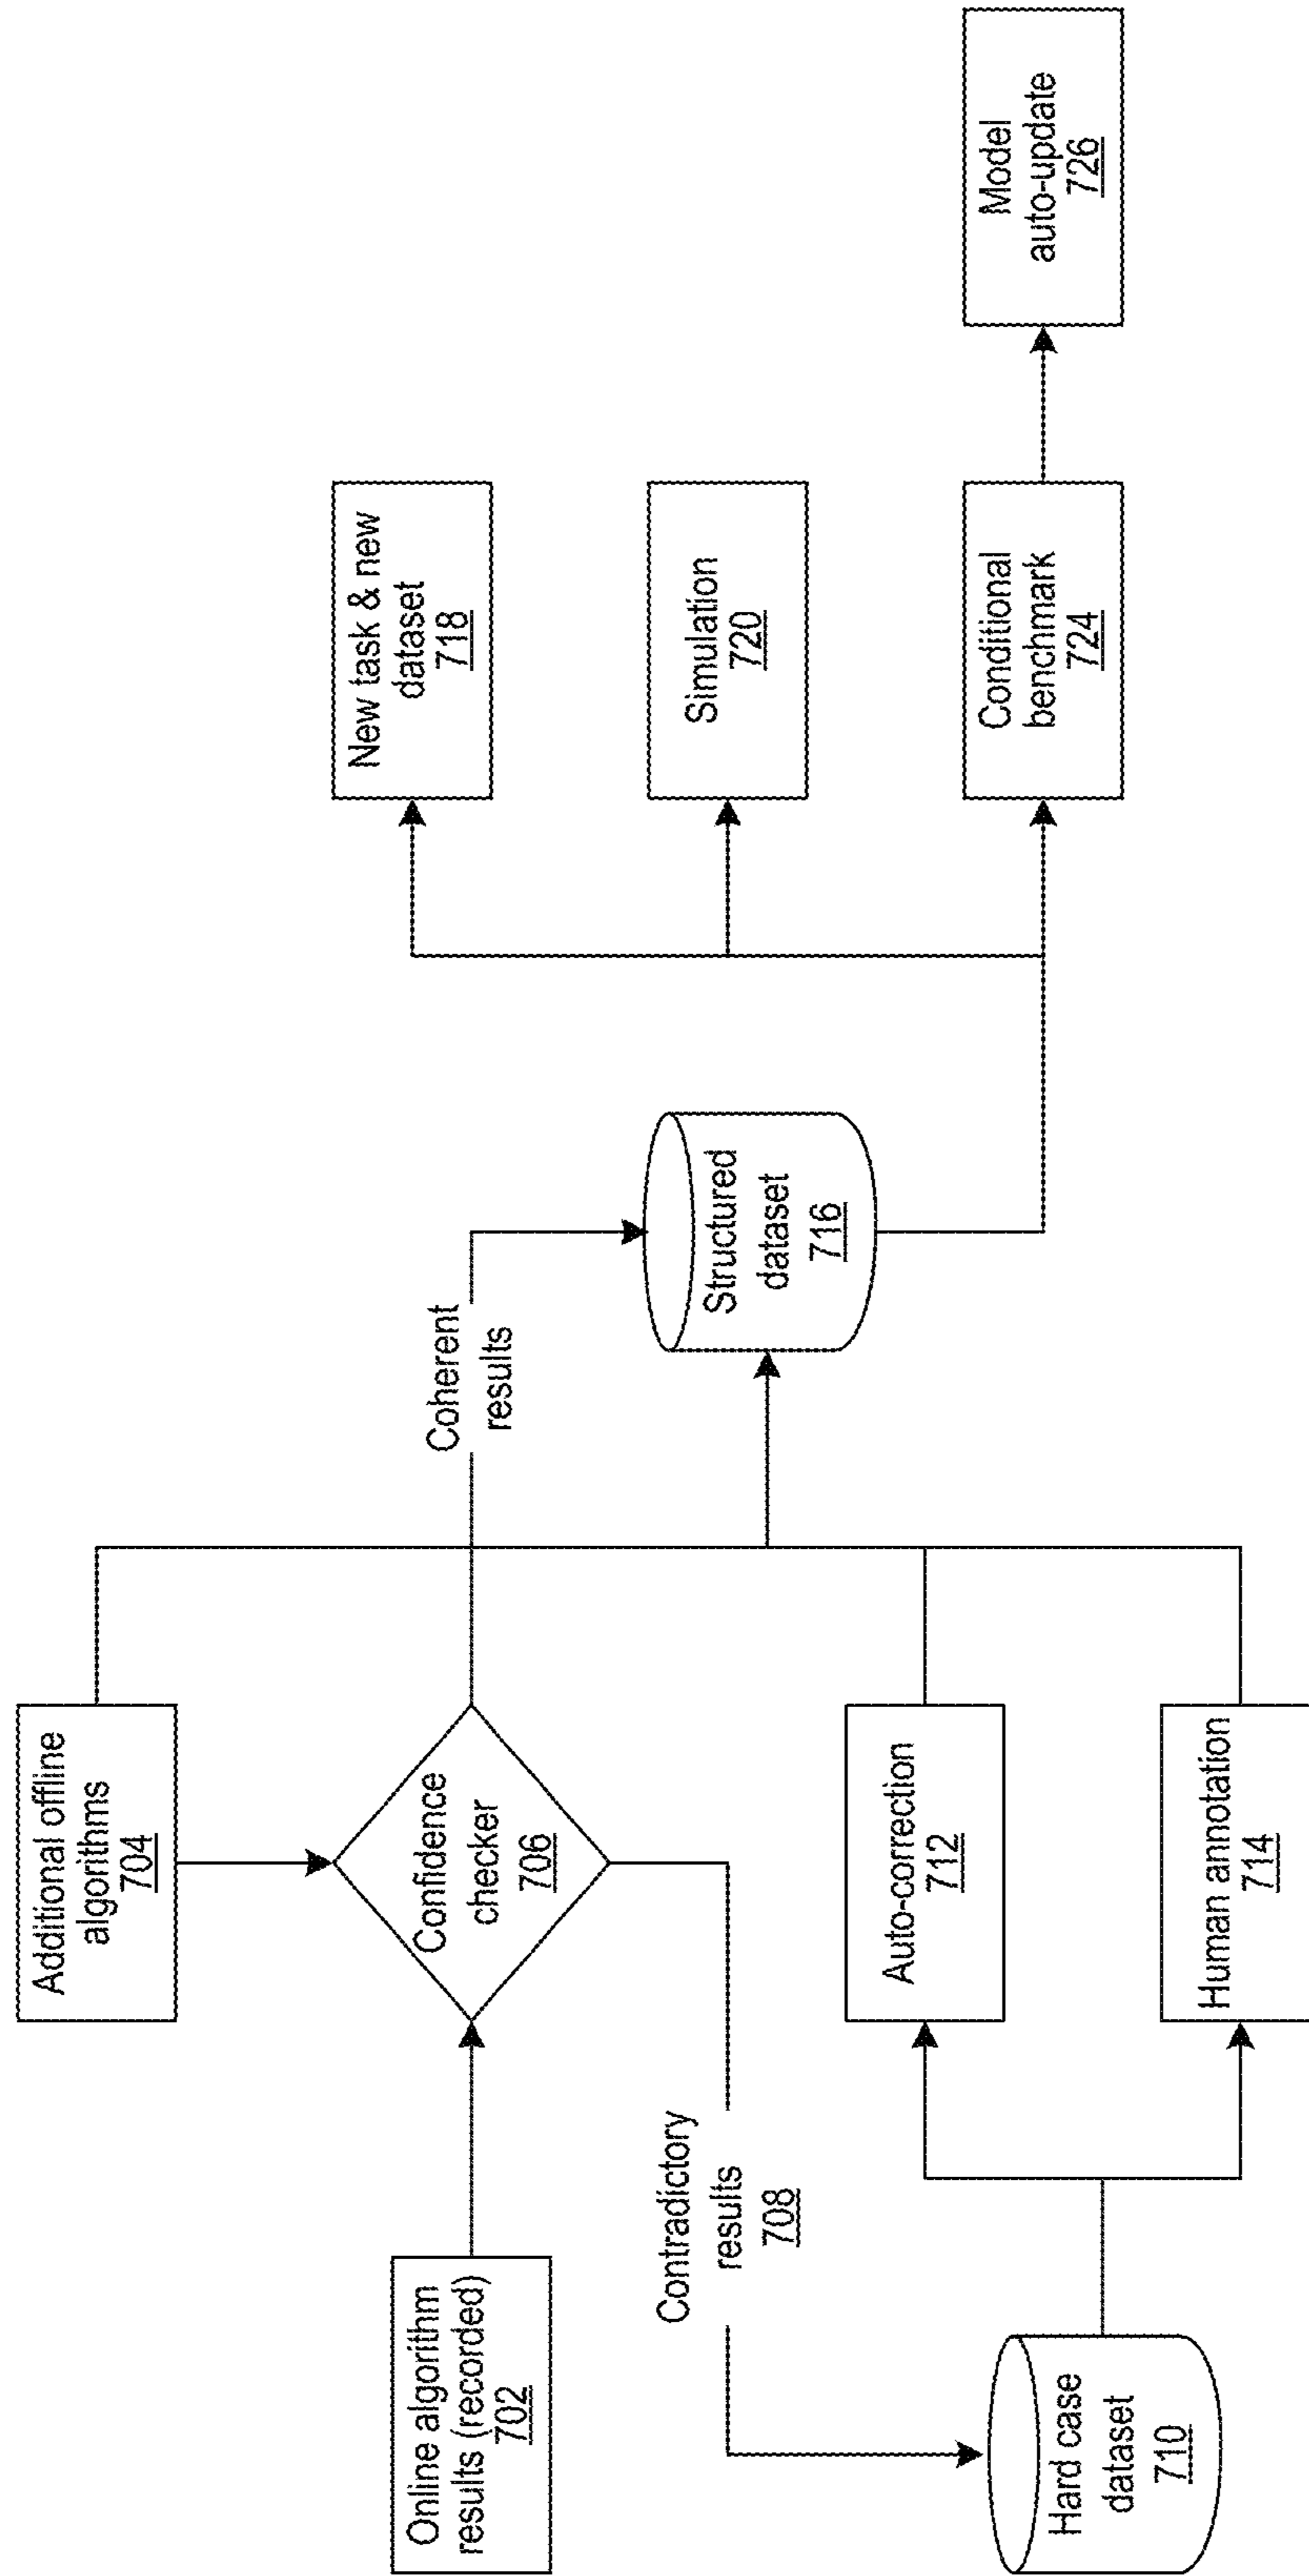 Additional offline
algorithms
704
Online algorithm
results (recorded)
702
Confidence
checker
706
Coherent
results
Contradictory
results
708
Hard case
dataset
710
Auto-correction
712
Human annotation
714
Structured
dataset
716
New task & new
dataset
718
Simulation
720
Conditional
benchmark
724
Model
auto-update
726